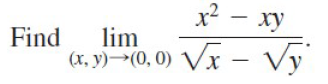 Find lim (x, y)→(0, 0) x² − xy / √x − √y.